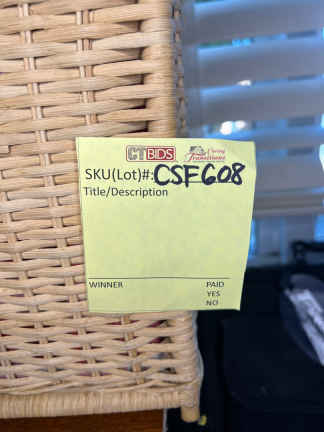 CTBIDS Caring Transitions
SKU(Lot)#:CSF608
Title/Description
WINNER PAID
YES
NO